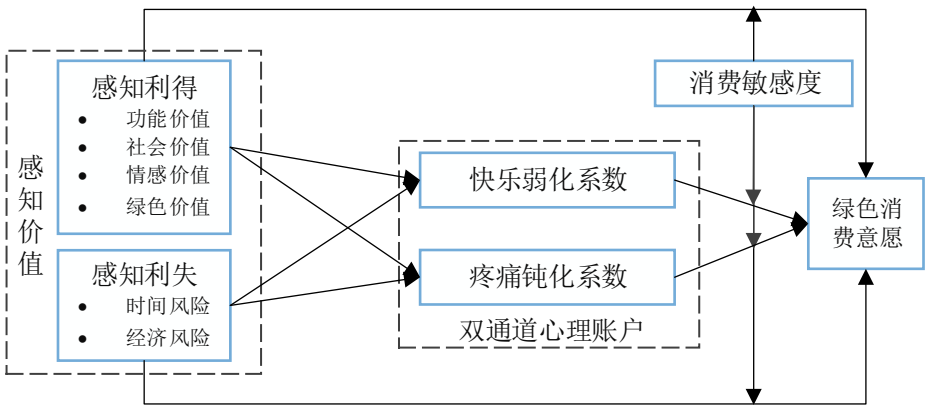 感知价值
感知利得
• 功能价值
• 社会价值
• 情感价值
• 绿色价值
感知利失
• 时间风险
• 经济风险
快乐弱化系数
疼痛钝化系数
双通道心理账户
消费敏感度
绿色消
费意愿